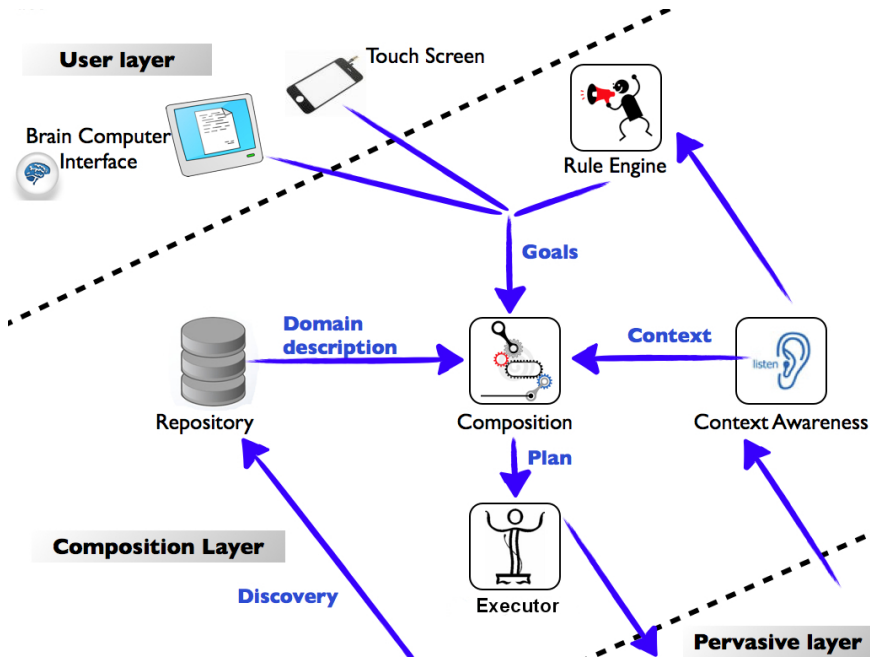 User layer
Touch Screen
Brain Computer
Interface
Rule Engine
Goals
Domain
description
Context
listen
Repository
Composition
Context Awareness
Plan
Composition Layer
Discovery
Executor
Pervasive layer